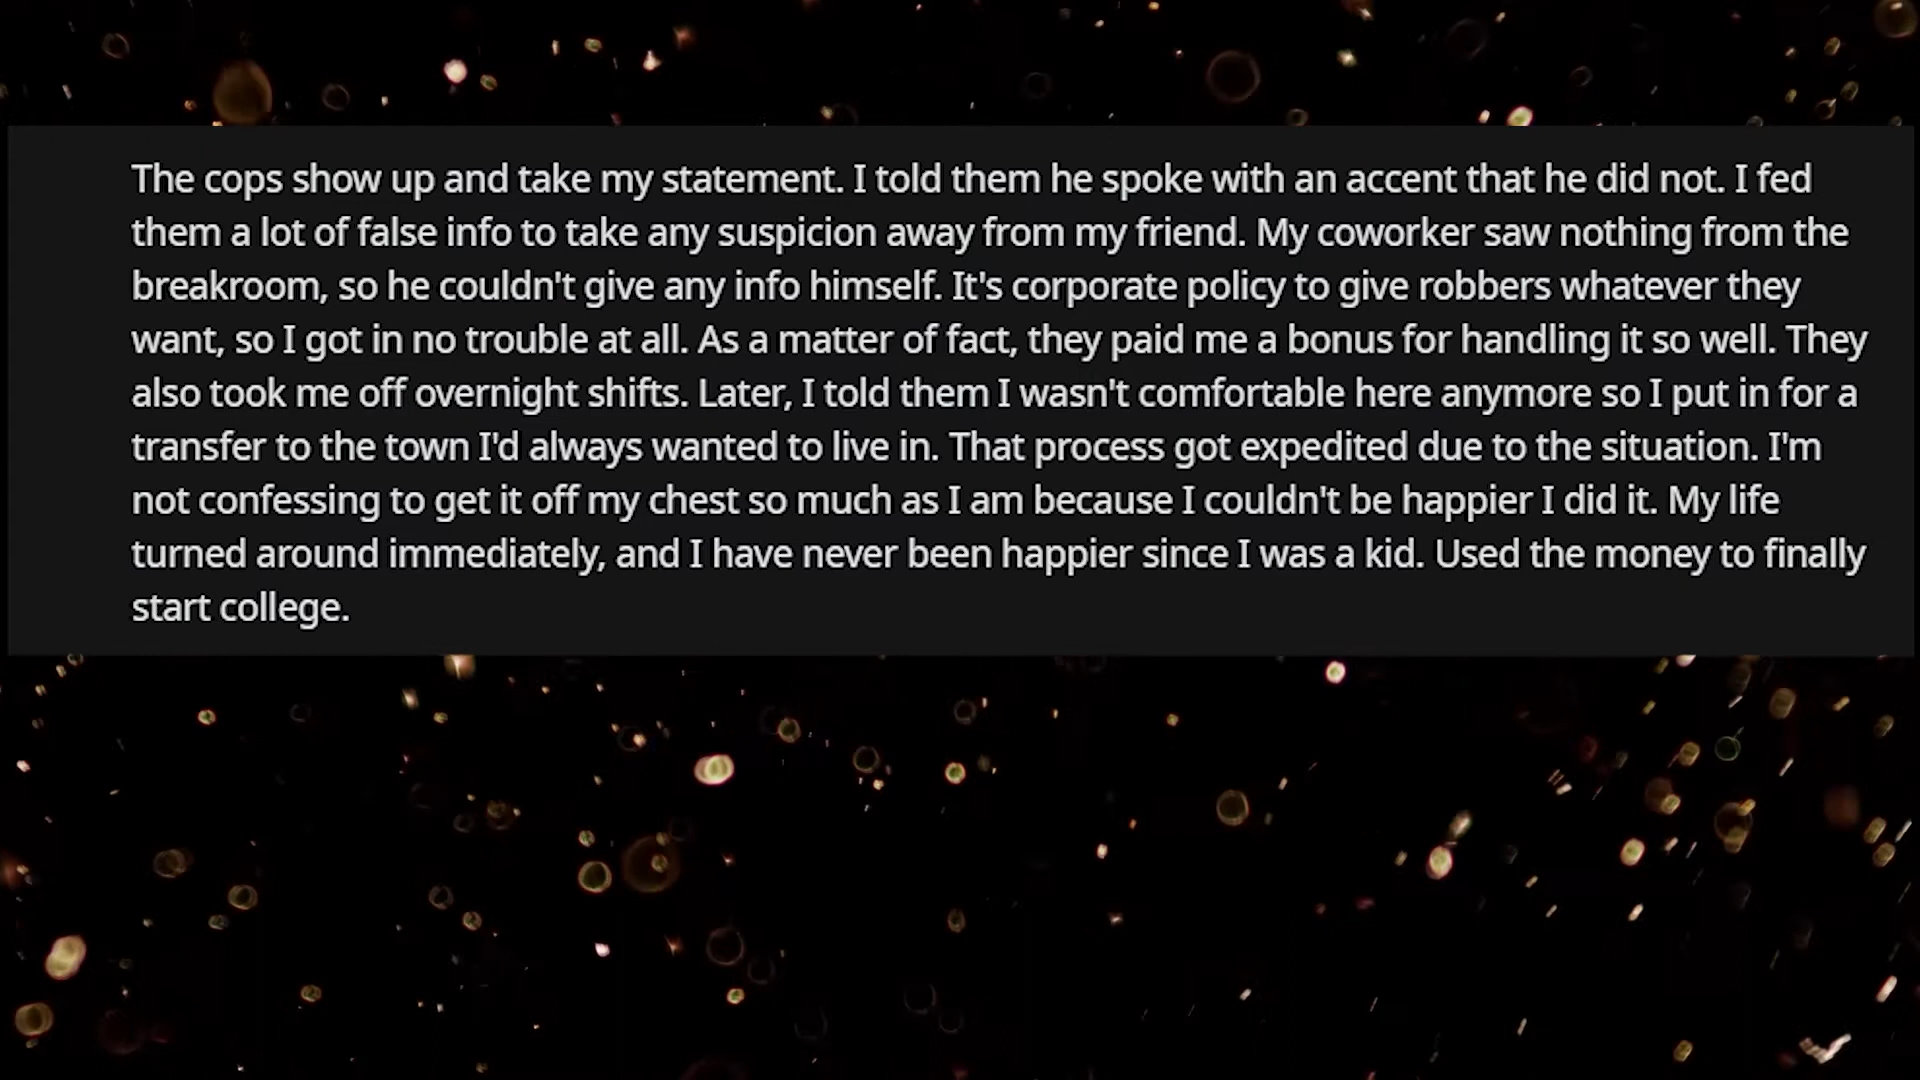 The cops show up and take my statement. I told them he spoke with an accent that he did not. I fed
them a lot of false info to take any suspicion away from my friend. My coworker saw nothing from the
breakroom, so he couldn't give any info himself. It's corporate policy to give robbers whatever they
want, so I got in no trouble at all. As a matter of fact, they paid me a bonus for handling it so well. They
also took me off overnight shifts. Later, I told them I wasn't comfortable here anymore so I put in for a
transfer to the town I'd always wanted to live in. That process got expedited due to the situation. I'm
not confessing to get it off my chest so much as I am because I couldn't be happier I did it. My life
turned around immediately, and I have never been happier since I was a kid. Used the money to finally
start college.